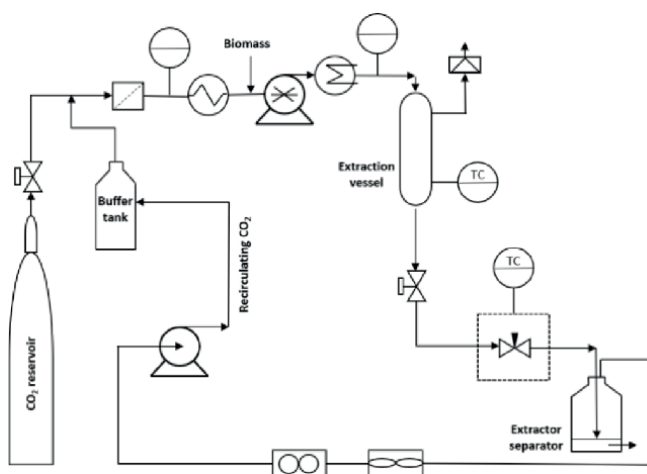 Biomass
Extraction
vessel
TC
Buffer
tank
Recirculating CO₂
TC
CO₂ reservoir
Extractor
separator